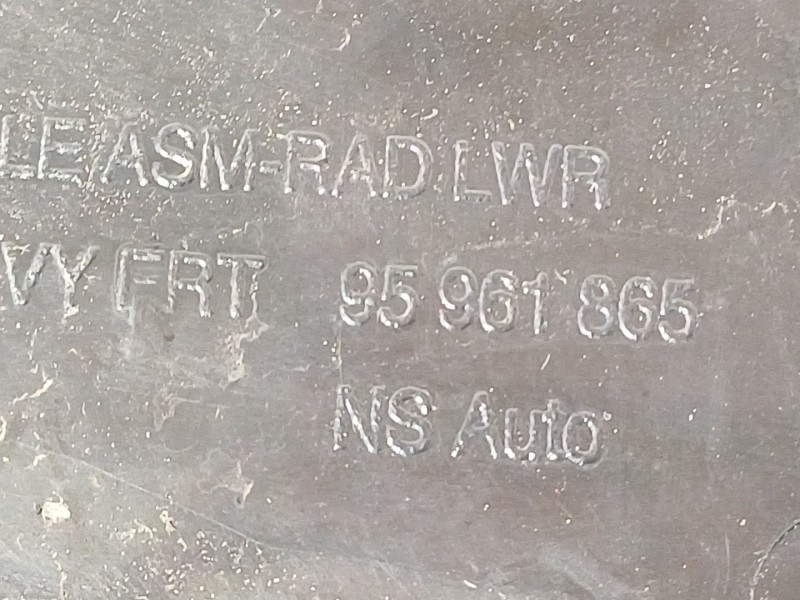 LE ASM-RAD LWR
VY FRT 95 961 865
NS Auto